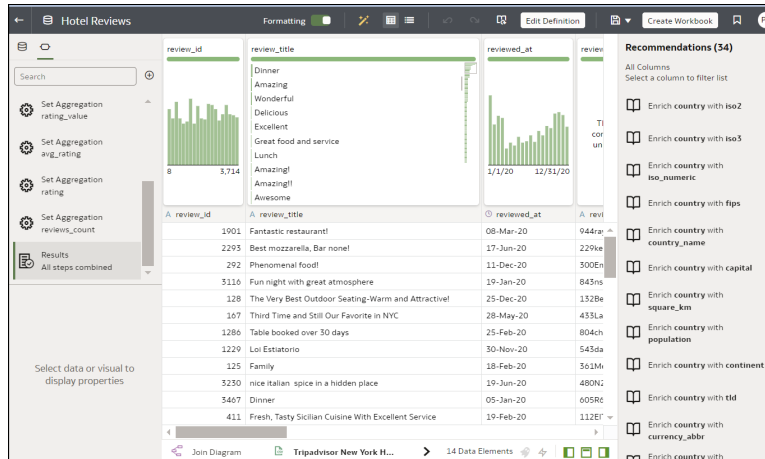 Hotel Reviews
Formatting
Edit Definition
Create Workbook
Search
Set Aggregation
rating_value
Set Aggregation
avg_rating
Set Aggregation
rating
Set Aggregation
reviews_count
Results
All steps combined
Select data or visual to
display properties
review_id
8 3,714
review_title
Dinner
Amazing
Wonderful
Delicious
Excellent
Great food and service
Lunch
Amazing!
Amazing!!
Awesome
reviewed_at
1/1/20 12/31/20
A review_id A review_title reviewed_at A
1901 Fantastic restaurant! 08-Mar-20
2293 Best mozzarella, Bar none! 17-Jun-20
292 Phenomenal food! 11-Dec-20
3116 Fun night with great atmosphere 19-Jan-20
128 The Very Best Outdoor Seating-Warm and Attractive! 25-Dec-20
167 Third Time and Still Our Favorite in NYC 28-May-20
1286 Table booked over 30 days 25-Feb-20
1229 Loi Estiatorio 30-Nov-20
125 Family 18-Feb-20
3230 nice italian spice in a hidden place 19-Jun-20
3467 Dinner 05-Jan-20
411 Fresh, Tasty Sicilian Cuisine With Excellent Service 19-Feb-20
Join Diagram Tripadvisor New York H... 14 Data Elements
Recommendations (34)
All Columns
Select a column to filter list
Enrich country with iso2
Enrich country with iso3
Enrich country with
iso_numeric
Enrich country with fips
Enrich country with
country_name
Enrich country with capital
Enrich country with
square_km
Enrich country with
population
Enrich country with continent
Enrich country with tld
Enrich country with
currency_abbr
Enrich country with